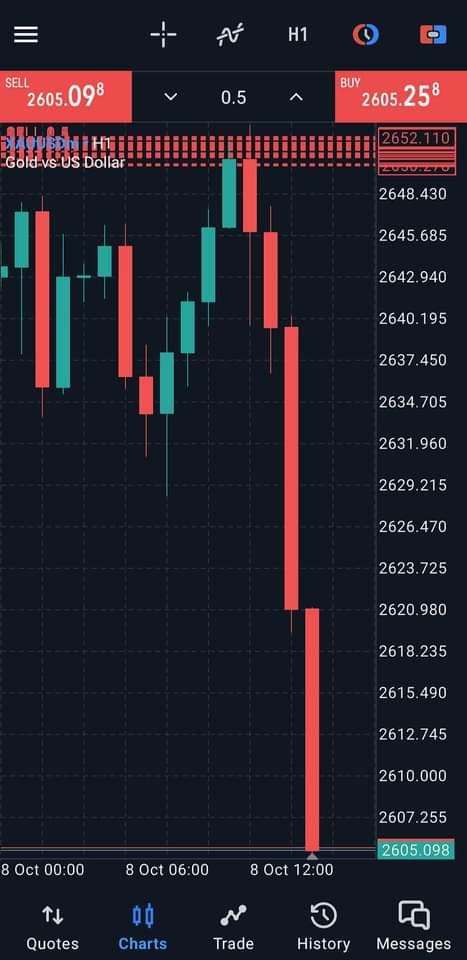 H1
SELL
2605.098
0.5
BUY
2605.258
XAUUSDm • H1
Gold vs US Dollar
2652.110
2648.430
2645.685
2642.940
2640.195
2637.450
2634.705
2631.960
2629.215
2626.470
2623.725
2620.980
2618.235
2615.490
2612.745
2610.000
2607.255
2605.098
8 Oct 00:00
8 Oct 06:00
8 Oct 12:00
Quotes
Charts
Trade
History
Messages